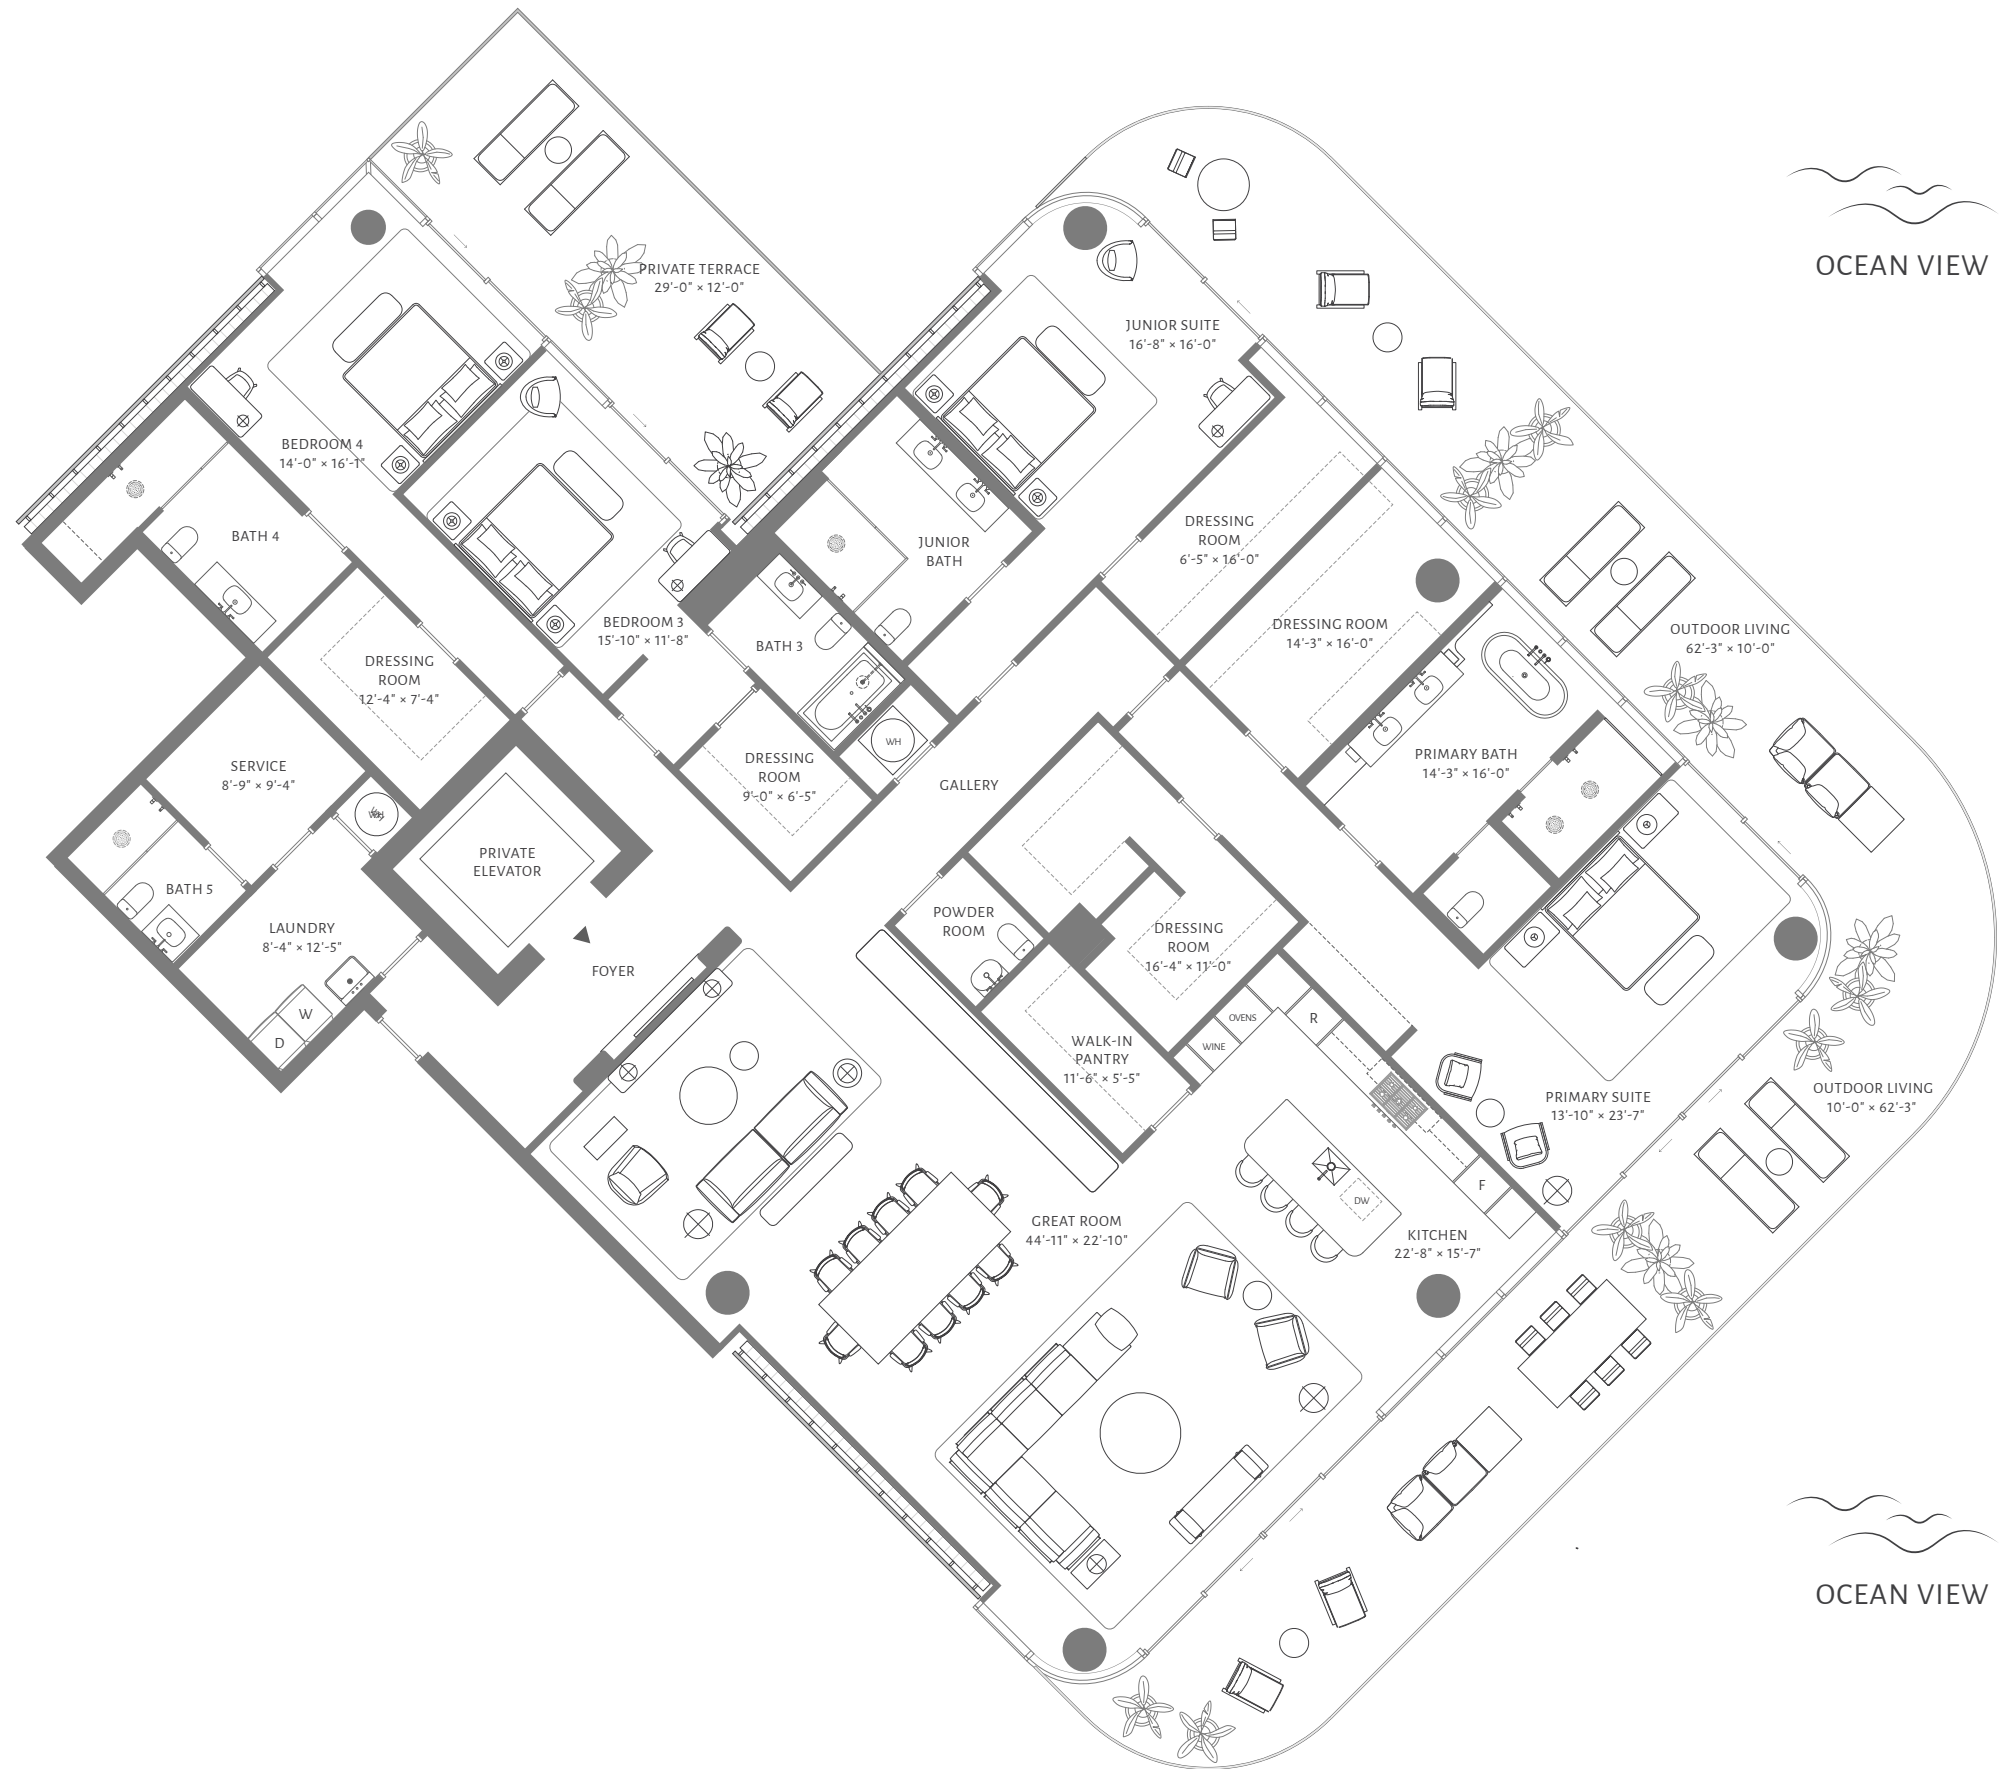 OCEAN VIEW
PRIVATE TERRACE
29'-0" × 12'-0"
JUNIOR SUITE
16'-8" × 16'-0"
BEDROOM 4
14'-0" × 16'-1"
BATH 4
DRESSING
ROOM
6'-5" × 16'-0"
JUNIOR
BATH
BEDROOM 3
15'-10" × 11'-8"
BATH 3
DRESSING ROOM
14'-3" × 16'-0"
OUTDOOR LIVING
62'-3" × 10'-0"
DRESSING
ROOM
12'-4" × 7'-4"
WH
PRIMARY BATH
14'-3" × 16'-0"
SERVICE
8'-9" × 9'-4"
DRESSING
ROOM
9'-0" × 6'-5"
GALLERY
PRIVATE
ELEVATOR
BATH 5
LAUNDRY
8'-4" × 12'-5"
POWDER
ROOM
DRESSING
ROOM
16'-4" × 11'-0"
FOYER
W
D
OVENS
R
WINE
WALK-IN
PANTRY
11'-6" × 5'-5"
PRIMARY SUITE
13'-10" × 23'-7"
OUTDOOR LIVING
10'-0" × 62'-3"
F
DW
GREAT ROOM
44'-11" × 22'-10"
KITCHEN
22'-8" × 15'-7"
OCEAN VIEW